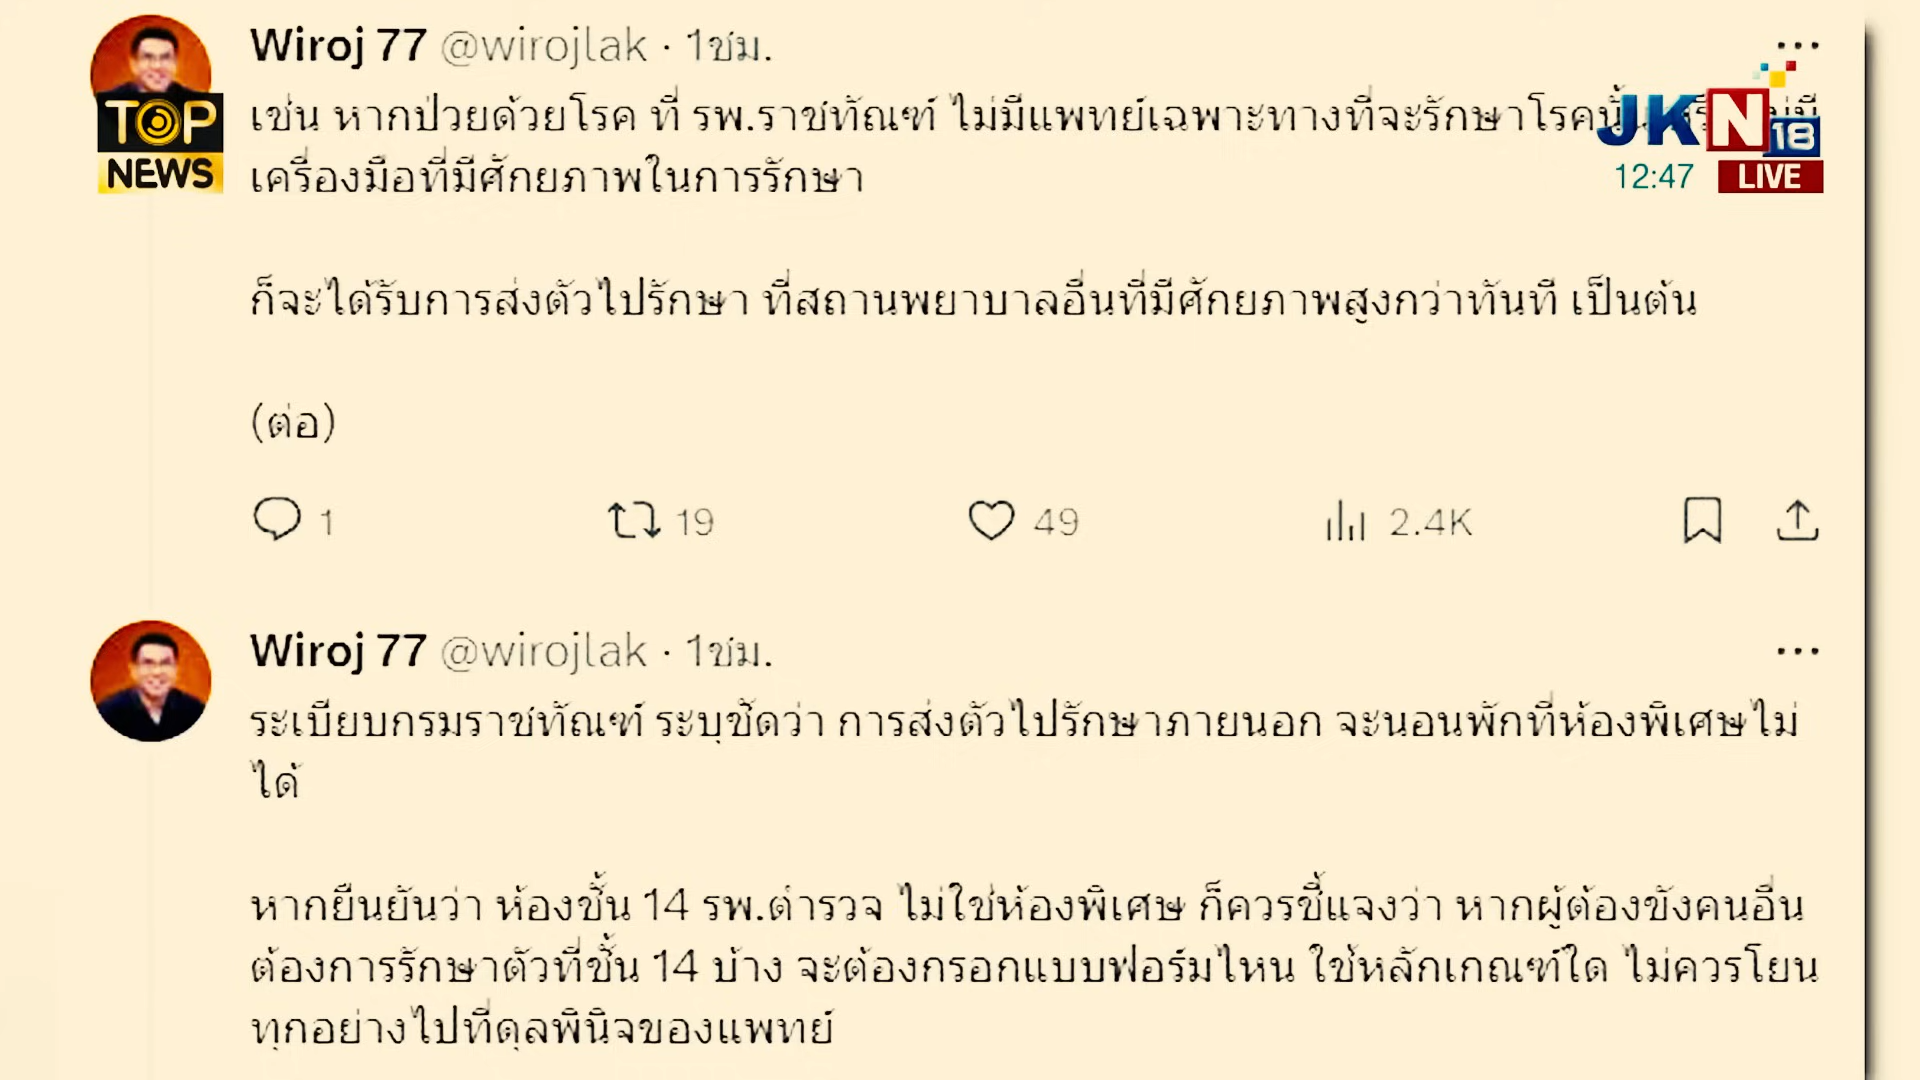 Wiroj 77 @wirojlak · 1ชม.
เช่น หากป่วยด้วยโรค ที่ รพ.ราชทัณฑ์ ไม่มีแพทย์เฉพาะทางที่จะรักษาโรคนั้น
เครื่องมือที่มีศักยภาพในการรักษา
TOP
NEWS
JKN
18
12:47 LIVE
ก็จะได้รับการส่งตัวไปรักษา ที่สถานพยาบาลอื่นที่มีศักยภาพสูงกว่าทันที เป็นต้น
(ต่อ)
1 19 49 2.4K
Wiroj 77 @wirojlak · 1ชม.
ระเบียบกรมราชทัณฑ์ ระบุชัดว่า การส่งตัวไปรักษาภายนอก จะนอนพักที่ห้องพิเศษไม่
ได้
หากยืนยันว่า ห้องชั้น 14 รพ.ตำรวจ ไม่ใช่ห้องพิเศษ ก็ควรชี้แจงว่า หากผู้ต้องขังคนอื่น
ต้องการรักษาตัวที่ชั้น 14 บ้าง จะต้องกรอกแบบฟอร์มไหน ใช้หลักเกณฑ์ใด ไม่ควรโยน
ทุกอย่างไปที่ดุลพินิจของแพทย์